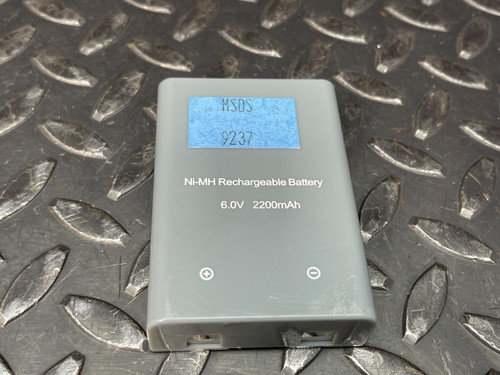 MSDS
9237
Ni-MH Rechargeable Battery
6.0V 2200mAh
+ -